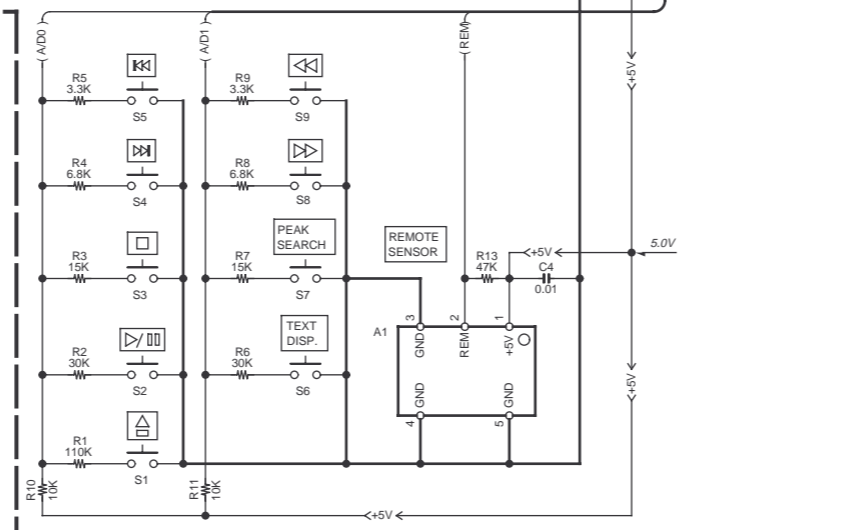 A/D0
A/D1
REM
+5V
R5
3.3K
S5
R9
3.3K
S9
R4
6.8K
S4
R8
6.8K
S8
PEAK
SEARCH
REMOTE
SENSOR
+5V
5.0V
R3
15K
S3
R7
15K
S7
R13
47K
C4
0.01
TEXT
DISP.
A1
3
GND
2
REM
1
+5V
R2
30K
S2
R6
30K
S6
GND
4
GND
5
+5V
R1
110K
S1
R10
10K
R11
10K
+5V